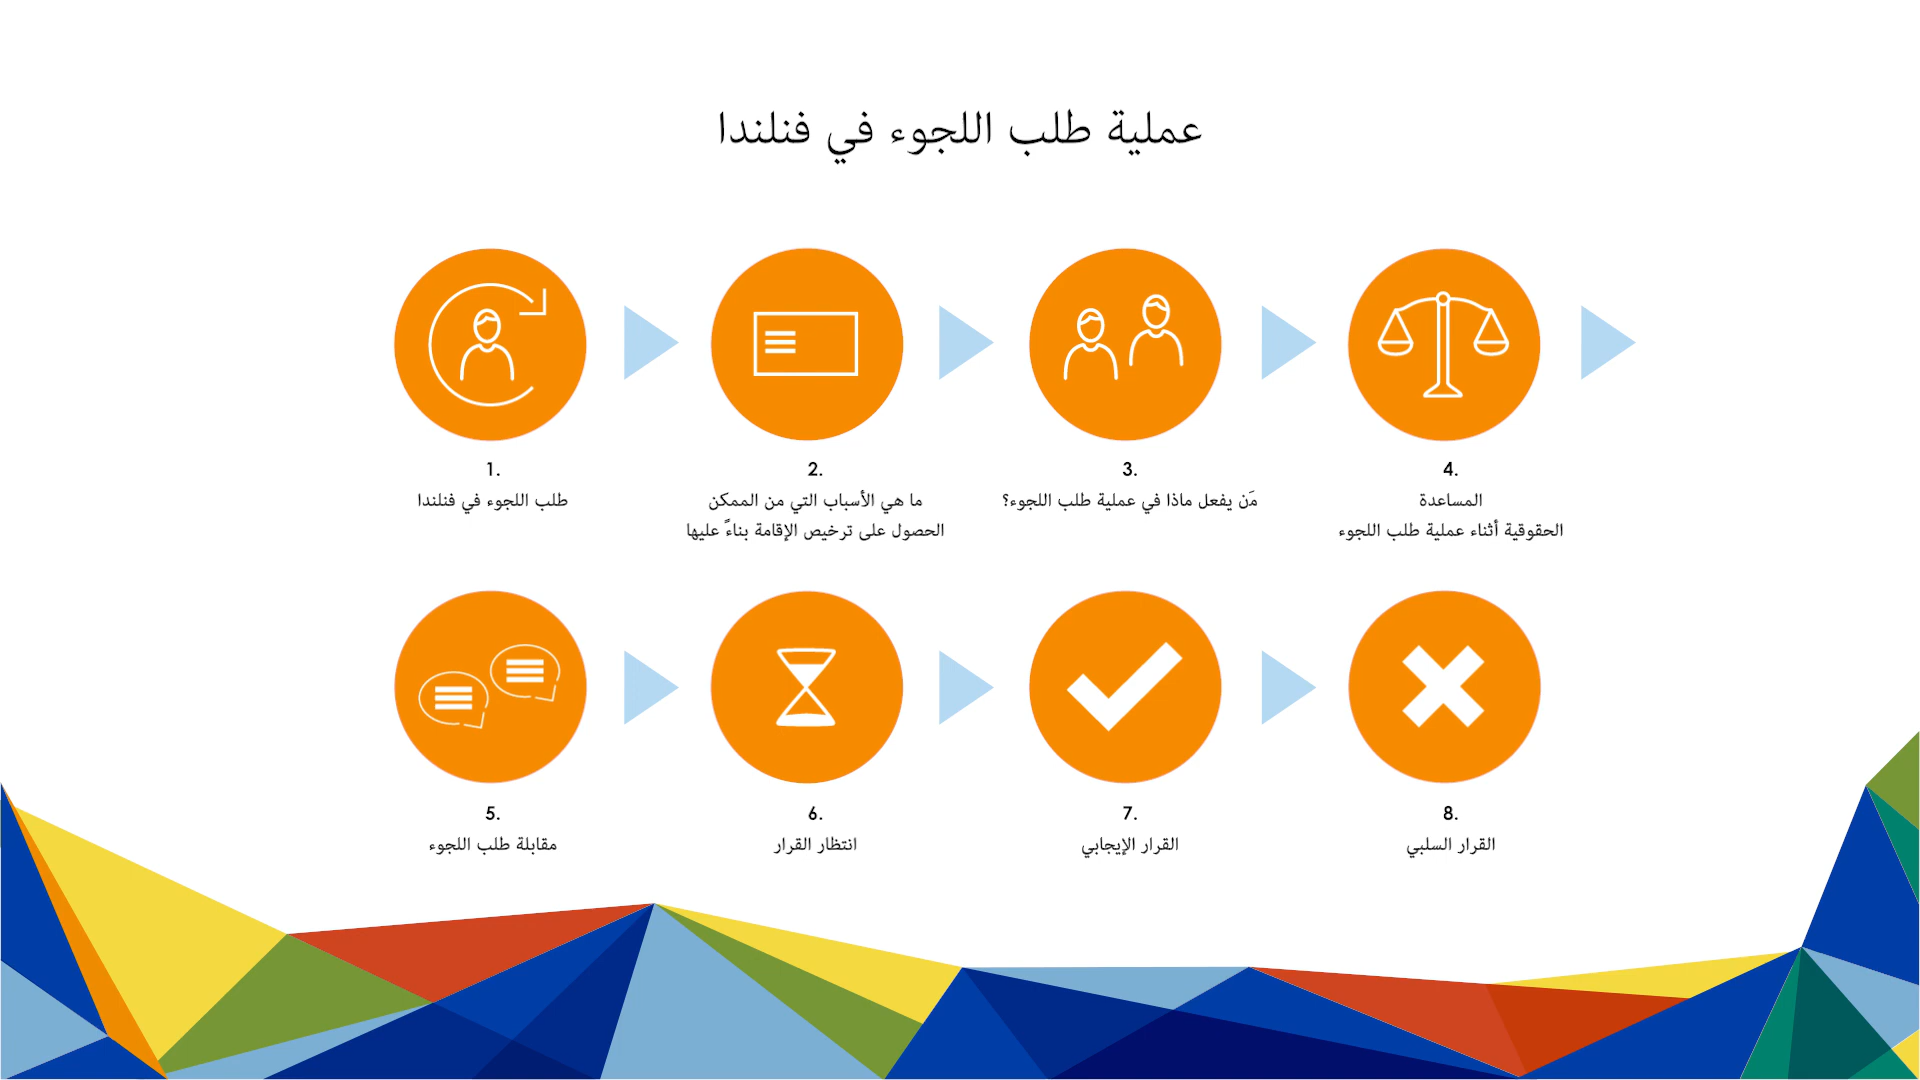 عملية طلب اللجوء في فنلندا
1.
طلب اللجوء في فنلندا
2.
ما هي الأسباب التي من الممكن
الحصول على ترخيص الإقامة بناءً عليها
3.
مَن يفعل ماذا في عملية طلب اللجوء؟
4.
المساعدة
الحقوقية أثناء عملية طلب اللجوء
5.
مقابلة طلب اللجوء
6.
انتظار القرار
7.
القرار الإيجابي
8.
القرار السلبي